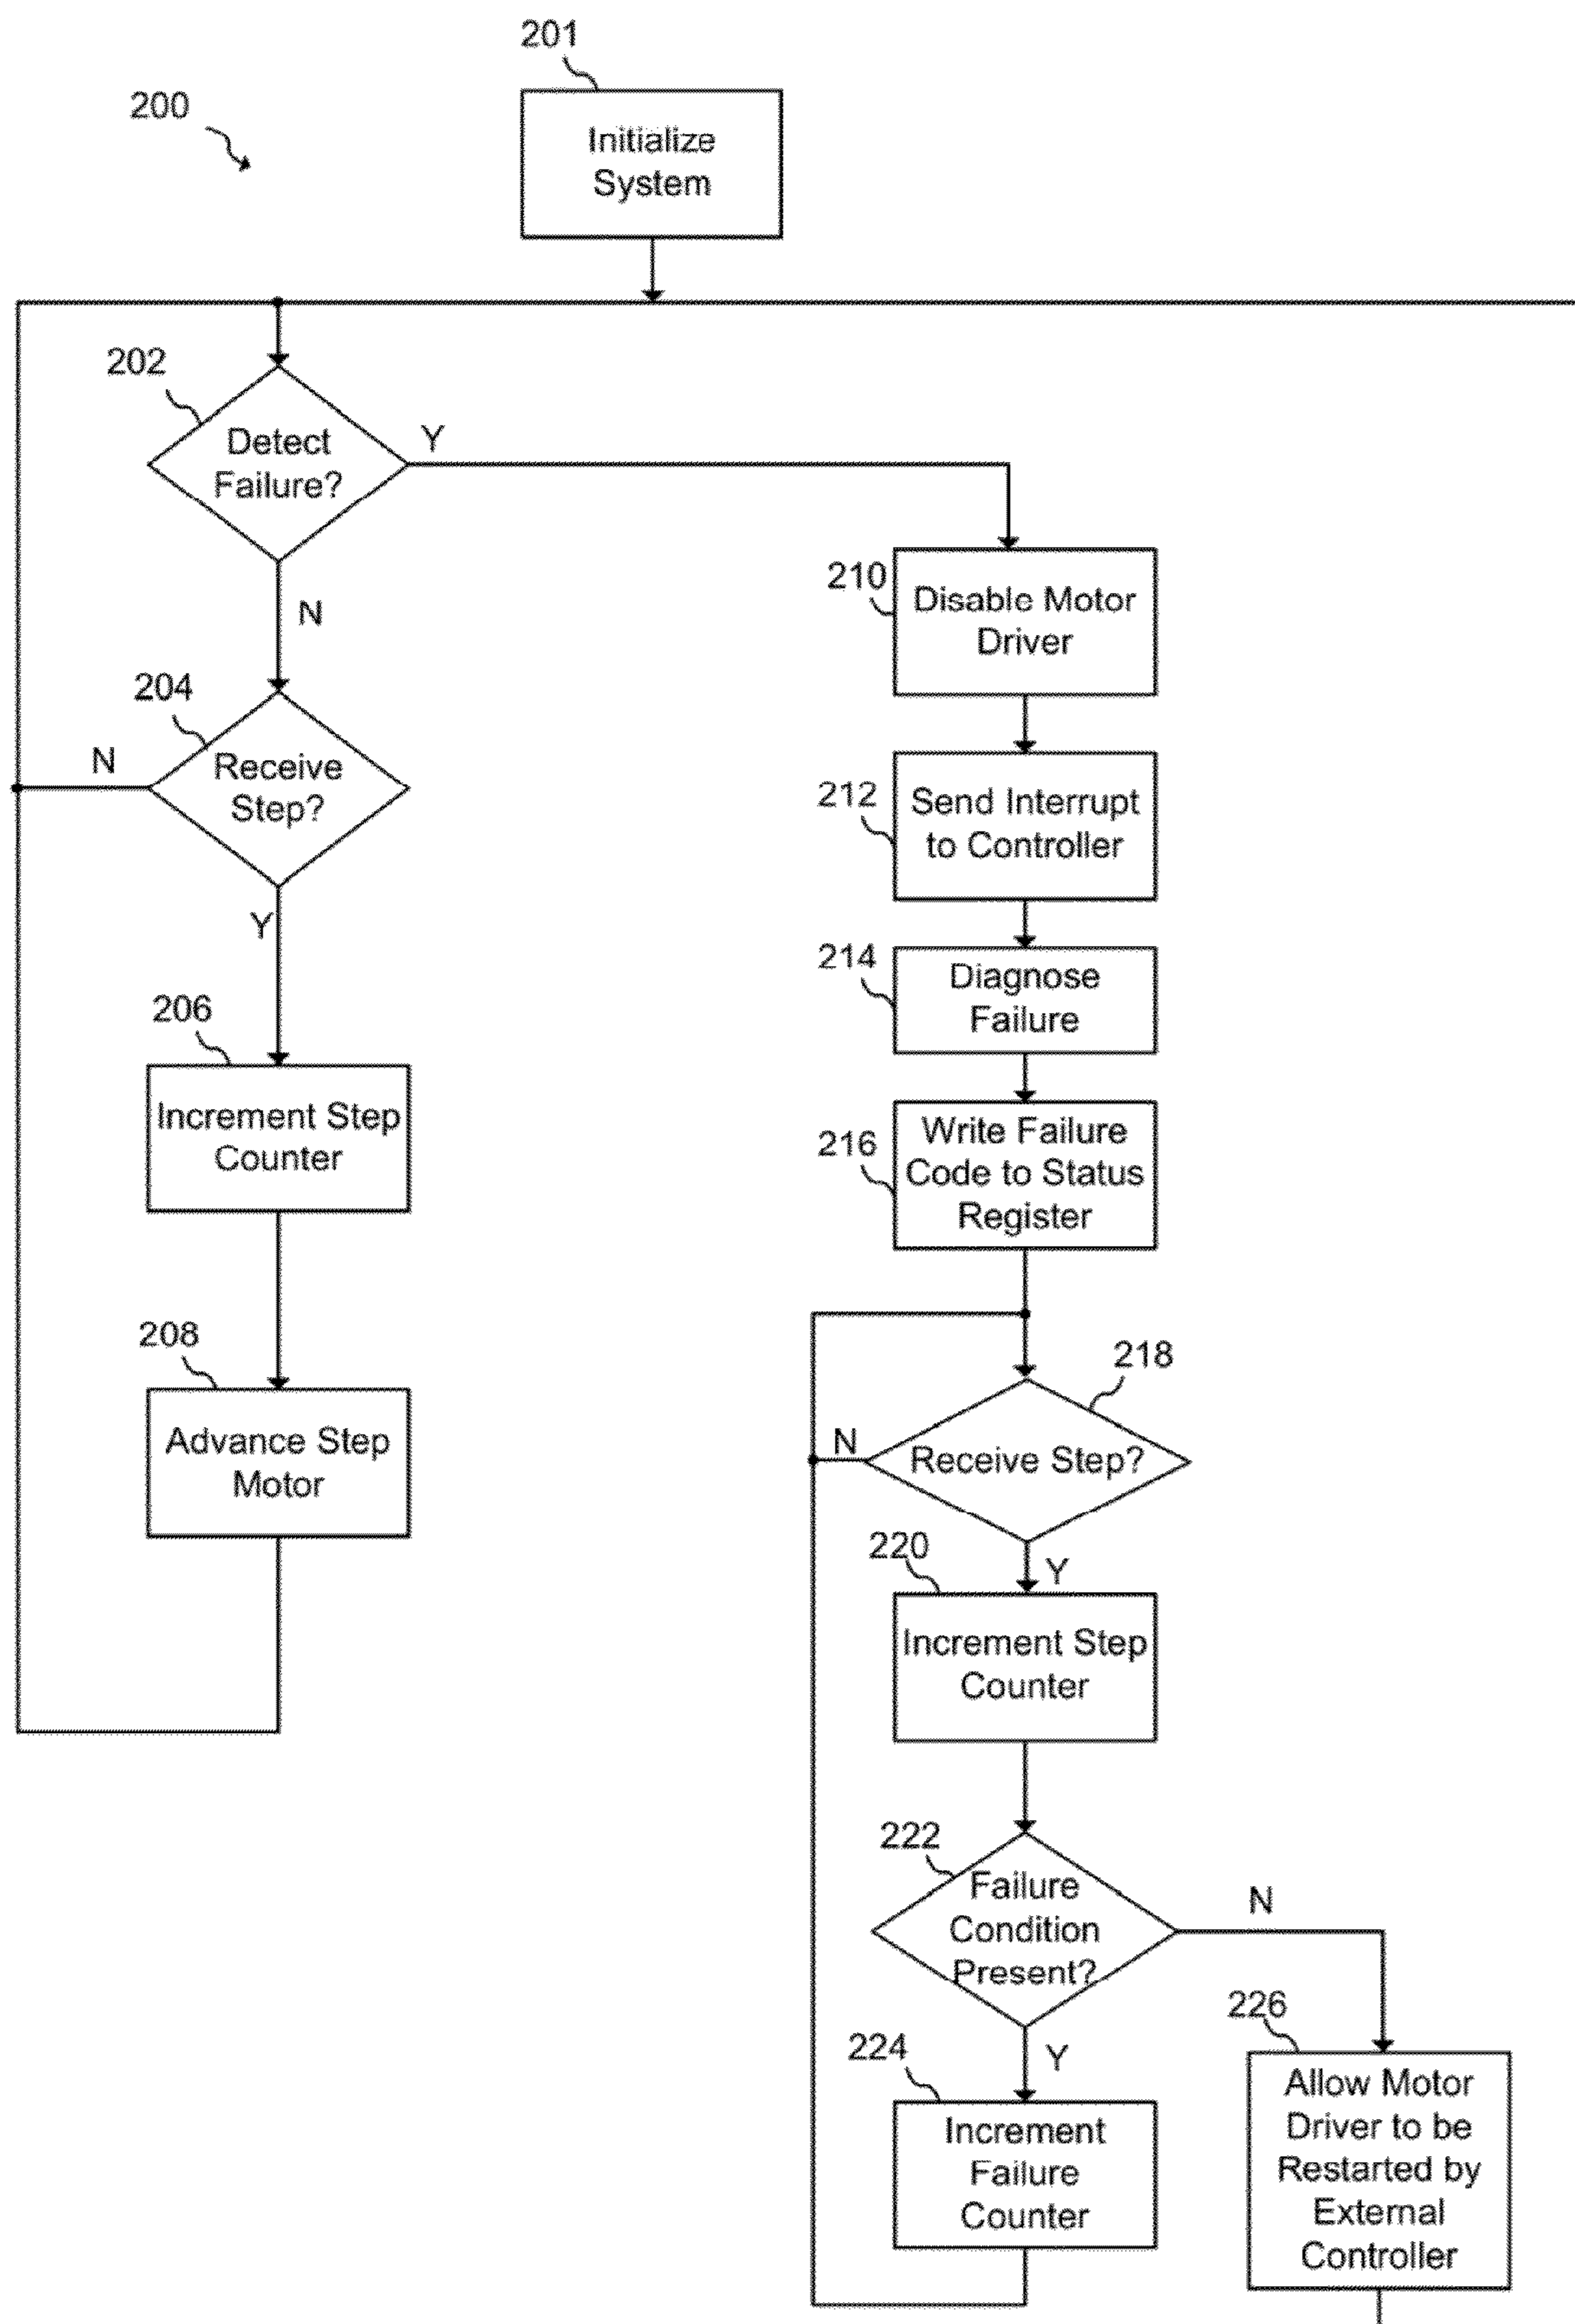 201
200
Initialize
System
202
Detect
Failure?
Y
N
210
Disable Motor
Driver
204
Receive
Step?
N
Y
212
Send Interrupt
to Controller
214
Diagnose
Failure
206
Increment Step
Counter
216
Write Failure
Code to Status
Register
208
Advance Step
Motor
218
Receive Step?
N
Y
220
Increment Step
Counter
222
Failure
Condition
Present?
N
Y
224
Increment
Failure
Counter
226
Allow Motor
Driver to be
Restarted by
External
Controller